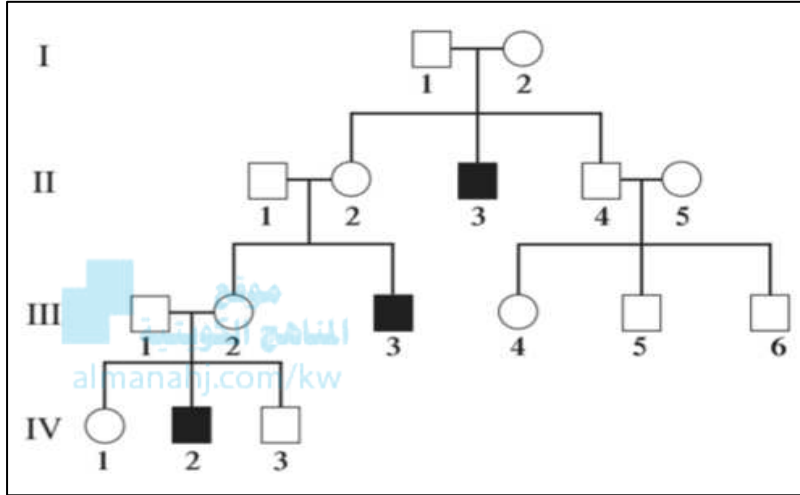 I
1 2
II
1 2 3 4 5
موقع
III
المناهج الكويتية
1 2 3 4 5 6
almanahj.com/kw
IV
1 2 3